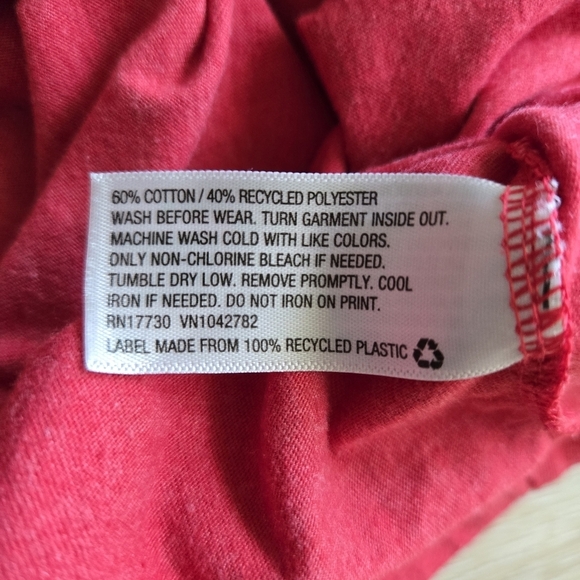 60% COTTON / 40% RECYCLED POLYESTER
WASH BEFORE WEAR. TURN GARMENT INSIDE OUT.
MACHINE WASH COLD WITH LIKE COLORS.
ONLY NON-CHLORINE BLEACH IF NEEDED.
TUMBLE DRY LOW. REMOVE PROMPTLY. COOL
IRON IF NEEDED. DO NOT IRON ON PRINT.
RN17730 VN1042782
LABEL MADE FROM 100% RECYCLED PLASTIC